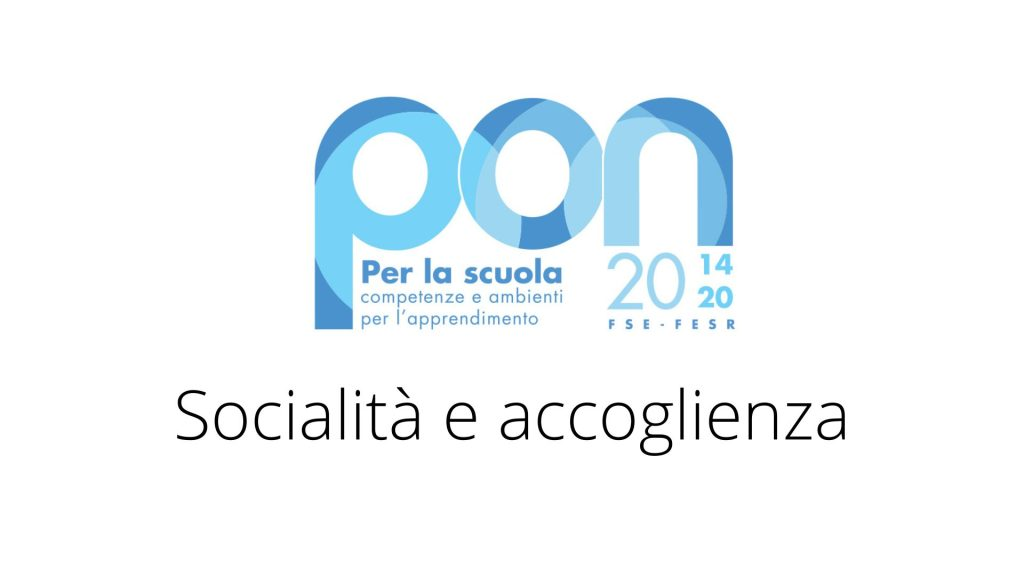 pon
Per la scuola
competenze e ambienti
per l'apprendimento
20 14
20
FSE-FESR
Socialità e accoglienza